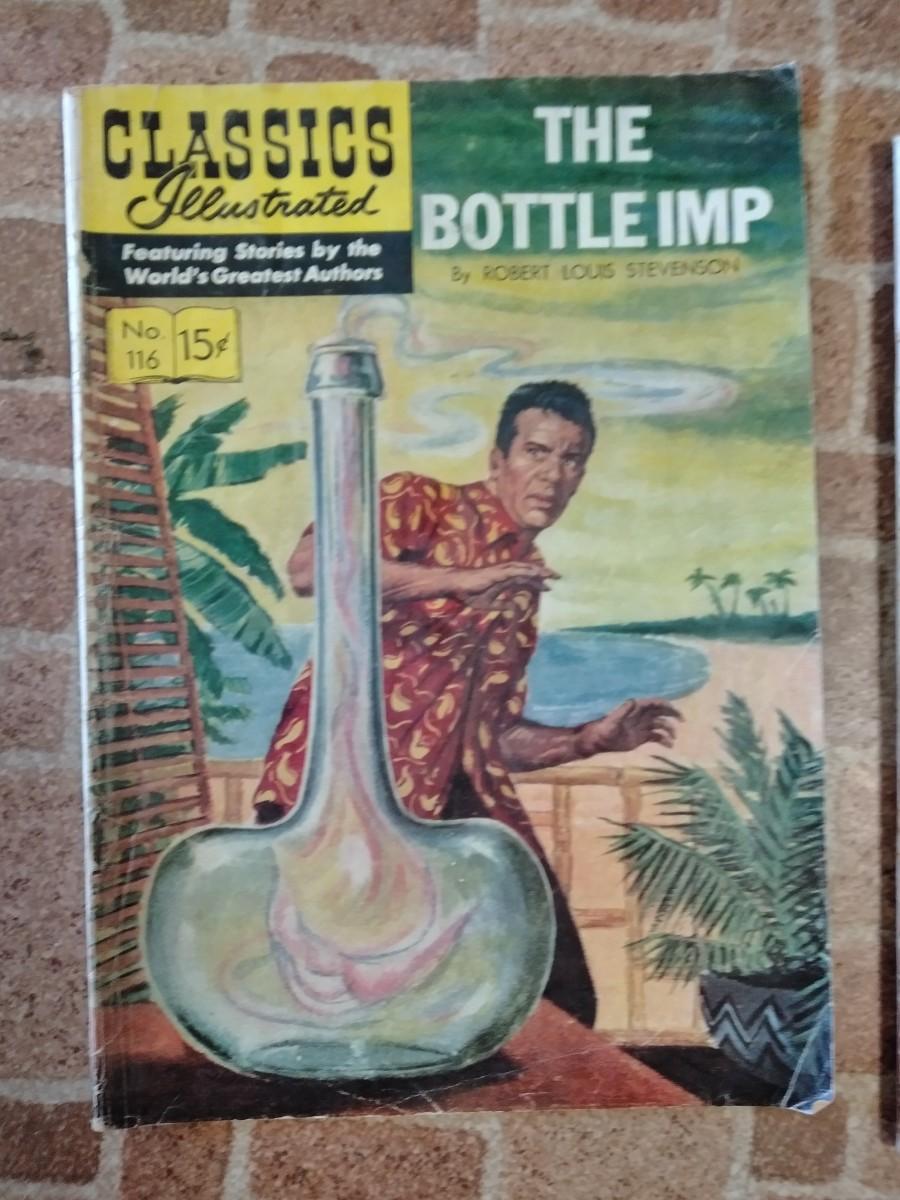 CLASSICS
Illustrated
Featuring Stories by the
World's Greatest Authors
No.
116
15¢
THE
BOTTLE IMP
By ROBERT LOUIS STEVENSON